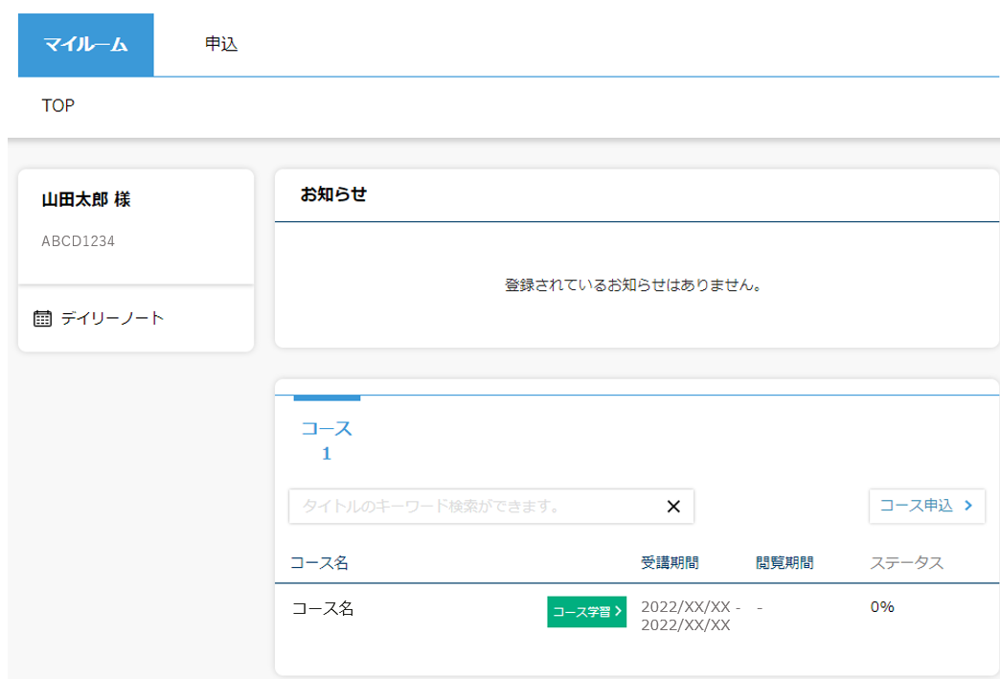 マイルーム 申込
TOP
山田太郎 様
ABCD1234
デイリーノート
お知らせ
登録されているお知らせはありません。
コース
1
タイトルのキーワード検索ができます。
コース申込
コース名 受講期間 閲覧期間 ステータス
コース名 コース学習 2022/XX/XX - - 0%
2022/XX/XX